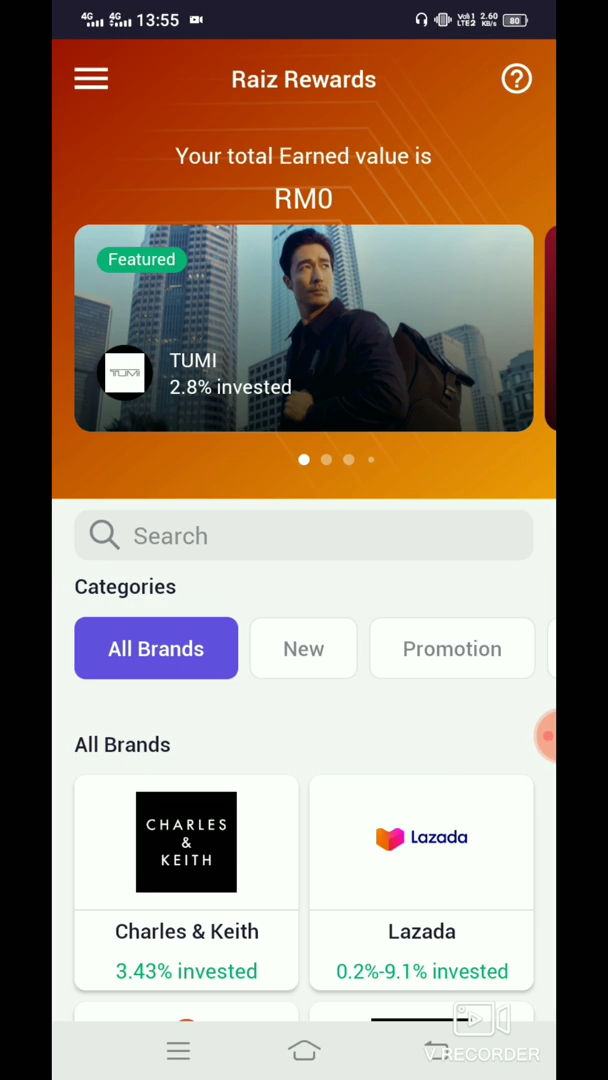 4G 4G 13:55 Vo) 1 LTE2 2.60 KB/s 80
Raiz Rewards ?
Your total Earned value is
RM0
Featured
TUMI
TUMI
2.8% invested
Search
Categories
All Brands New Promotion
All Brands
CHARLES
&
KEITH
Lazada
Charles & Keith Lazada
3.43% invested 0.2%-9.1% invested
V.RECORDER